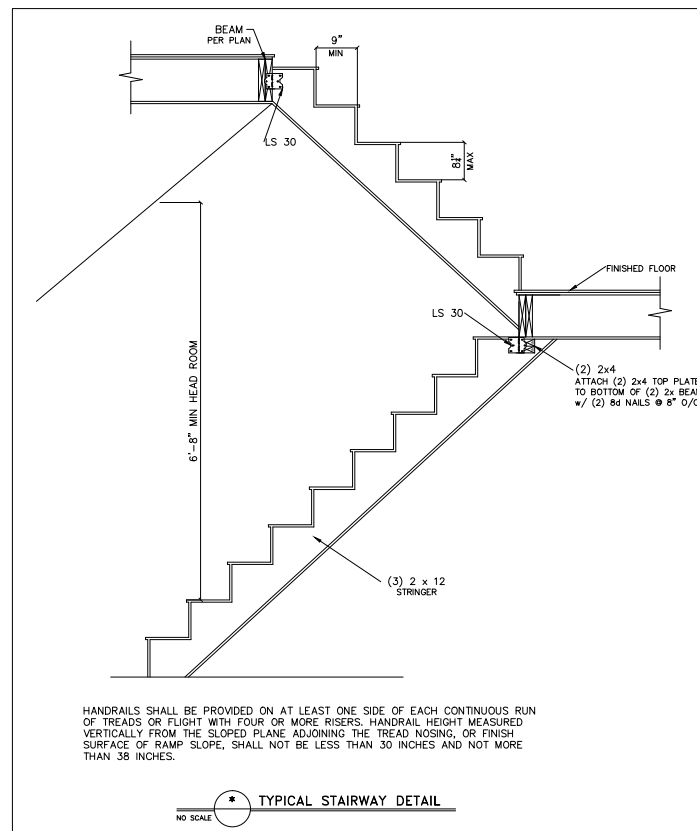 BEAM
PER PLAN
9"
MIN
LS 30
8¼"
MAX
FINISHED FLOOR
LS 30
(2) 2x4
ATTACH (2) 2x4 TOP PLATE
TO BOTTOM OF (2) 2x BEA
w/ (2) 8d NAILS @ 8" O/C
6'-8" MIN HEAD ROOM
(3) 2 x 12
STRINGER
HANDRAILS SHALL BE PROVIDED ON AT LEAST ONE SIDE OF EACH CONTINUOUS RUN
OF TREADS OR FLIGHT WITH FOUR OR MORE RISERS. HANDRAIL HEIGHT MEASURED
VERTICALLY FROM THE SLOPED PLANE ADJOINING THE TREAD NOSING, OR FINISH
SURFACE OF RAMP SLOPE, SHALL NOT BE LESS THAN 30 INCHES AND NOT MORE
THAN 38 INCHES.
* TYPICAL STAIRWAY DETAIL
NO SCALE